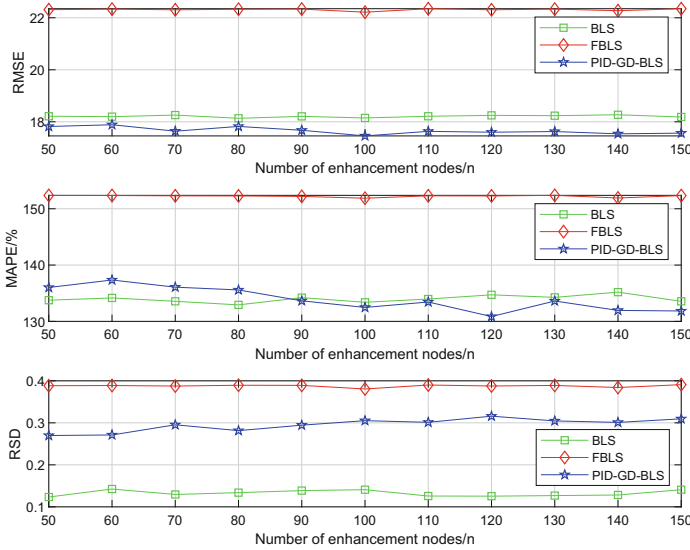 22
20
18
RMSE
BLS
FBLS
PID-GD-BLS
50 60 70 80 90 100 110 120 130 140 150
Number of enhancement nodes/n
150
140
130
MAPE/%
BLS
FBLS
PID-GD-BLS
50 60 70 80 90 100 110 120 130 140 150
Number of enhancement nodes/n
0.4
0.3
0.2
0.1
RSD
BLS
FBLS
PID-GD-BLS
50 60 70 80 90 100 110 120 130 140 150
Number of enhancement nodes/n